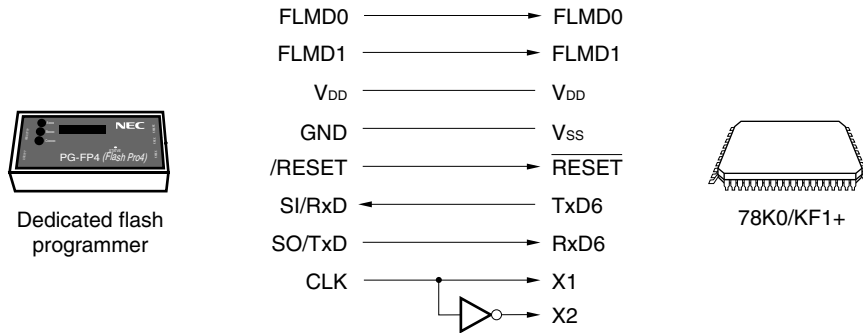 FLMD0 FLMD0
FLMD1 FLMD1
VDD VDD
GND VSS
/RESET RESET
SI/RxD TxD6
SO/TxD RxD6
CLK X1
X2
NEC
PG-FP4 (Flash Pro4)
Dedicated flash
programmer
78K0/KF1+